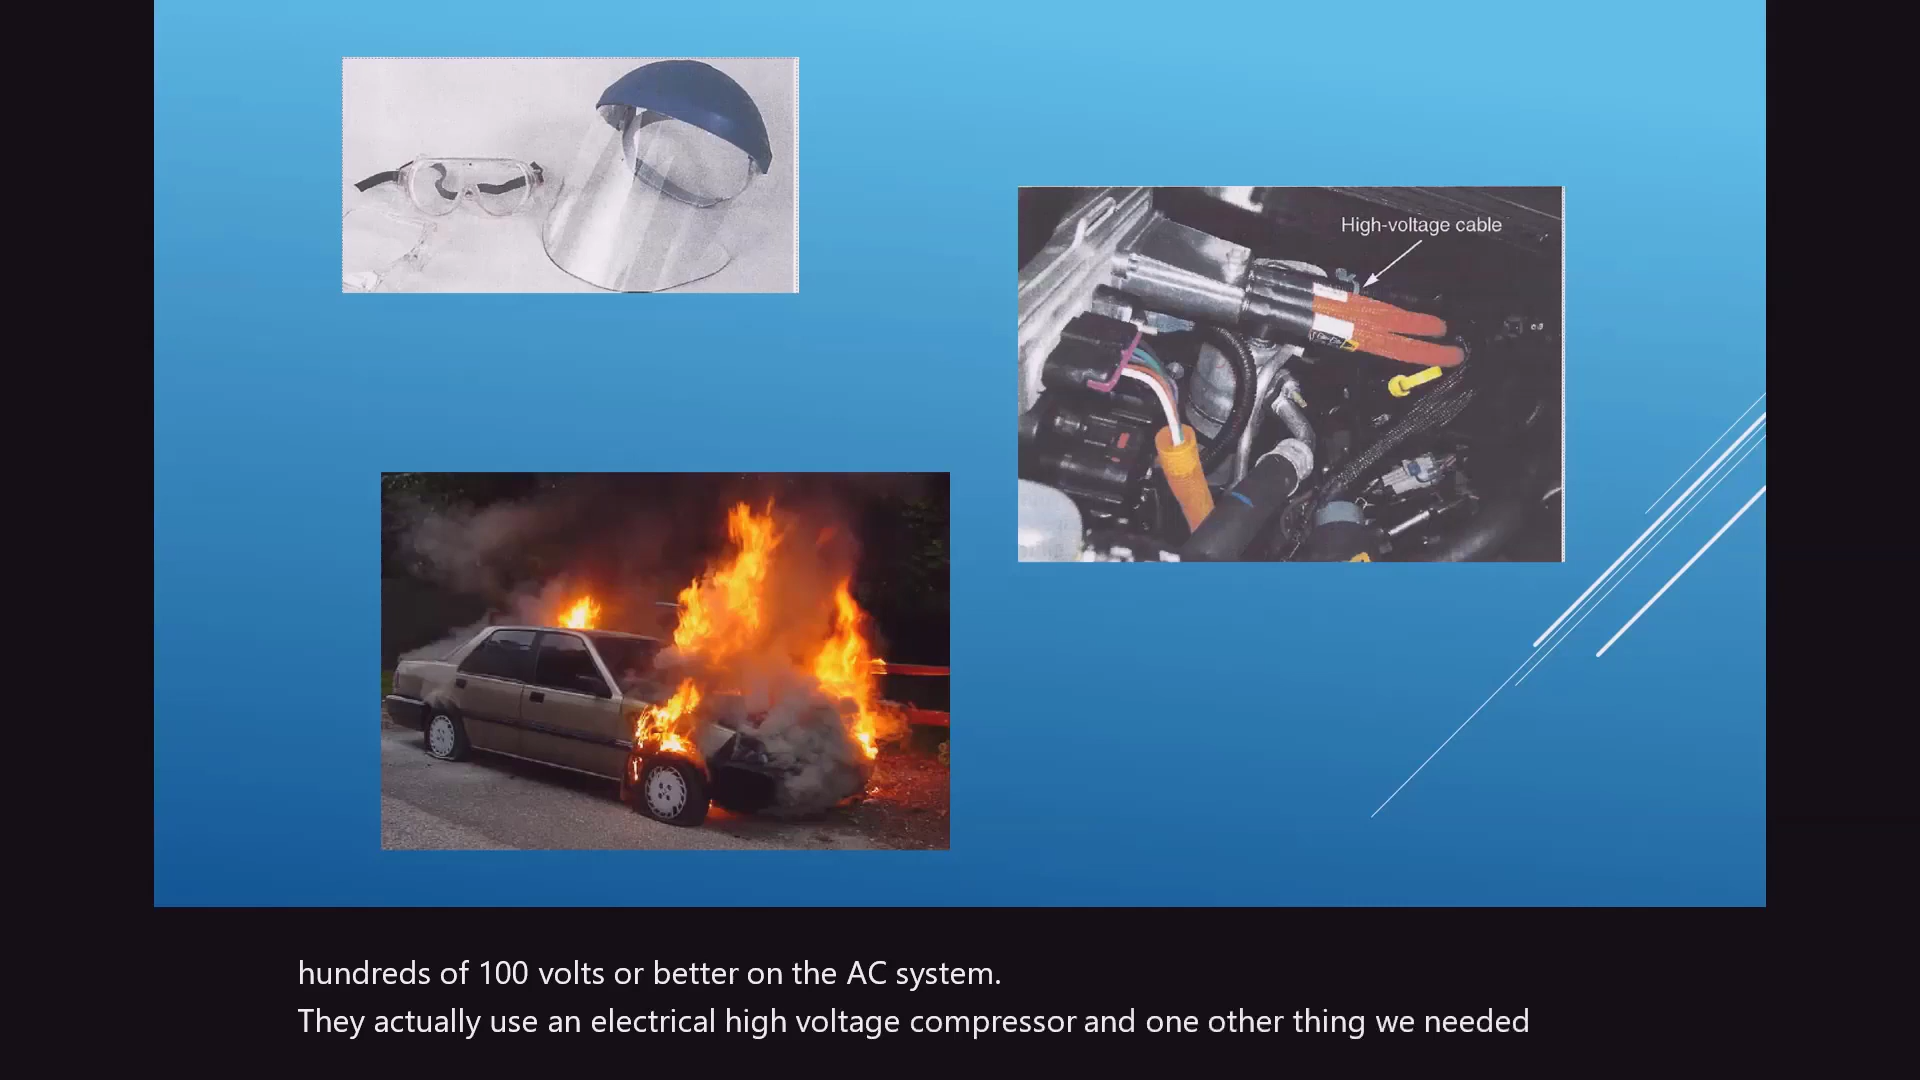 High-voltage cable
hundreds of 100 volts or better on the AC system.
They actually use an electrical high voltage compressor and one other thing we needed